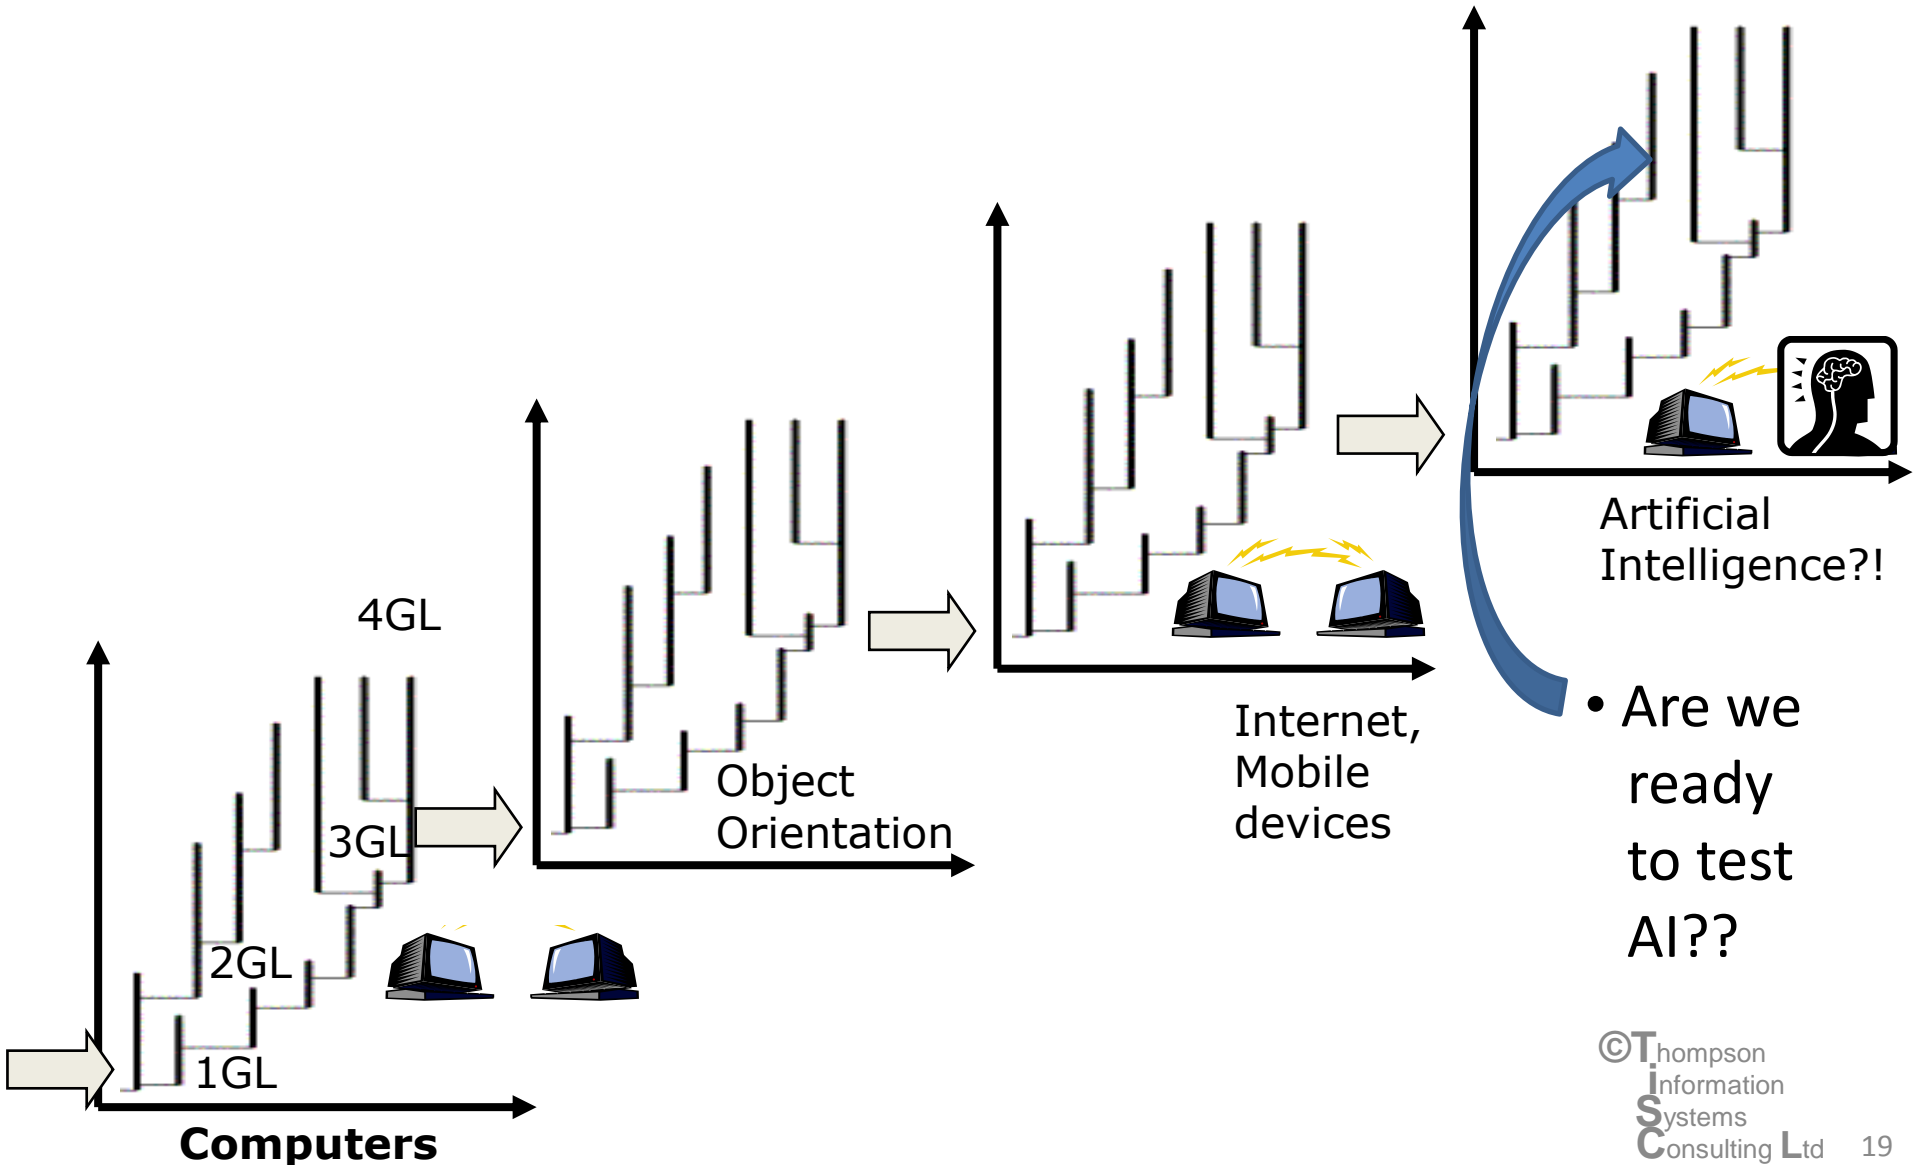 4GL
3GL
2GL
1GL
Computers
Object
Orientation
Internet,
Mobile
devices
Artificial
Intelligence?!
• Are we
ready
to test
AI??
©Thompson
information
Systems
Consulting Ltd
19